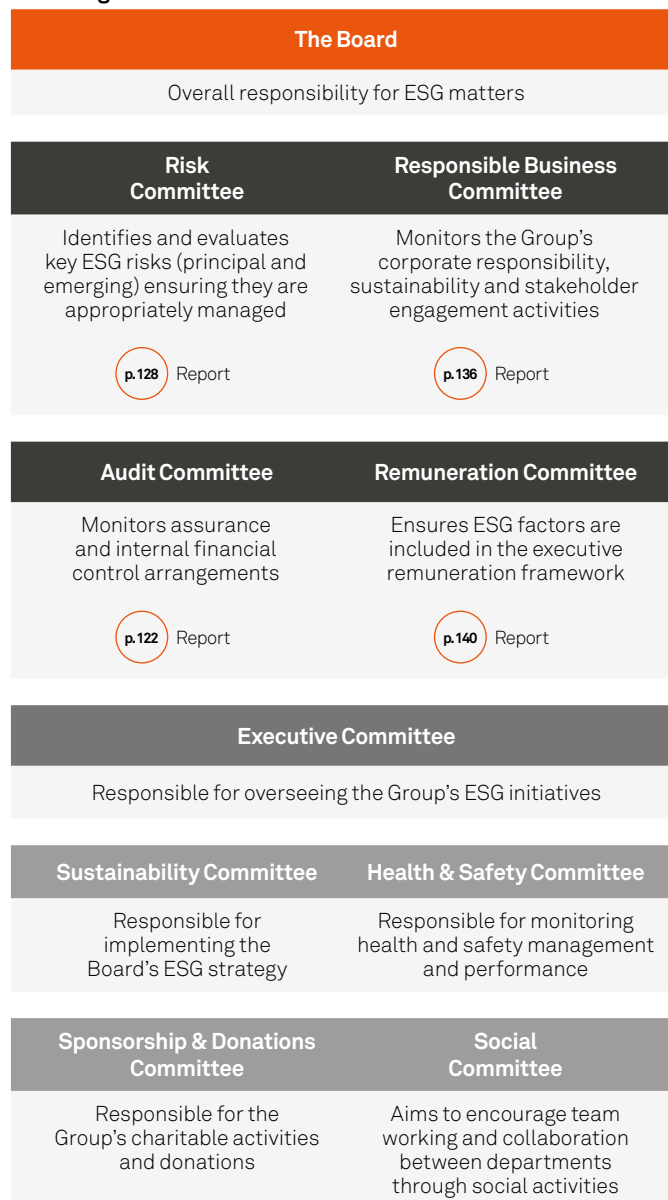 The Board
Overall responsibility for ESG matters
Risk
Committee
Identifies and evaluates
key ESG risks (principal and
emerging) ensuring they are
appropriately managed
p.128 Report
Responsible Business
Committee
Monitors the Group’s
corporate responsibility,
sustainability and stakeholder
engagement activities
p.136 Report
Audit Committee
Monitors assurance
and internal financial
control arrangements
p.122 Report
Remuneration Committee
Ensures ESG factors are
included in the executive
remuneration framework
p.140 Report
Executive Committee
Responsible for overseeing the Group’s ESG initiatives
Sustainability Committee
Responsible for
implementing the
Board’s ESG strategy
Health & Safety Committee
Responsible for monitoring
health and safety management
and performance
Sponsorship & Donations
Committee
Responsible for the
Group’s charitable activities
and donations
Social
Committee
Aims to encourage team
working and collaboration
between departments
through social activities